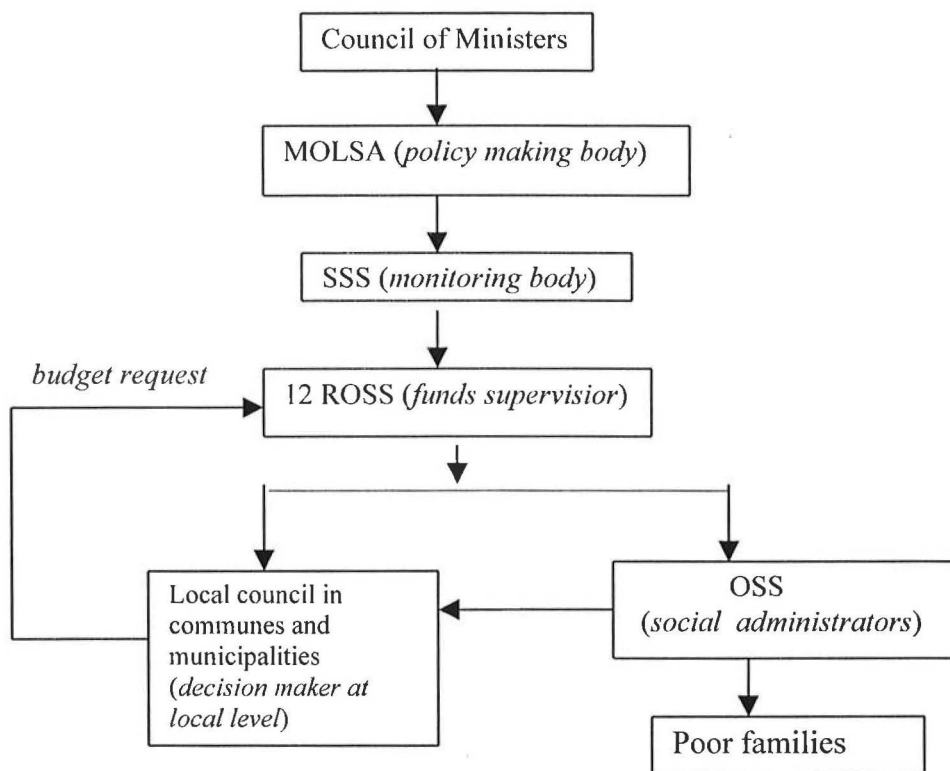 Council of Ministers
MOLSA (policy making body)
SSS (monitoring body)
budget request
12 ROSS (funds supervisior)
Local council in
communes and
municipalities
(decision maker at
local level)
OSS
(social administrators)
Poor families